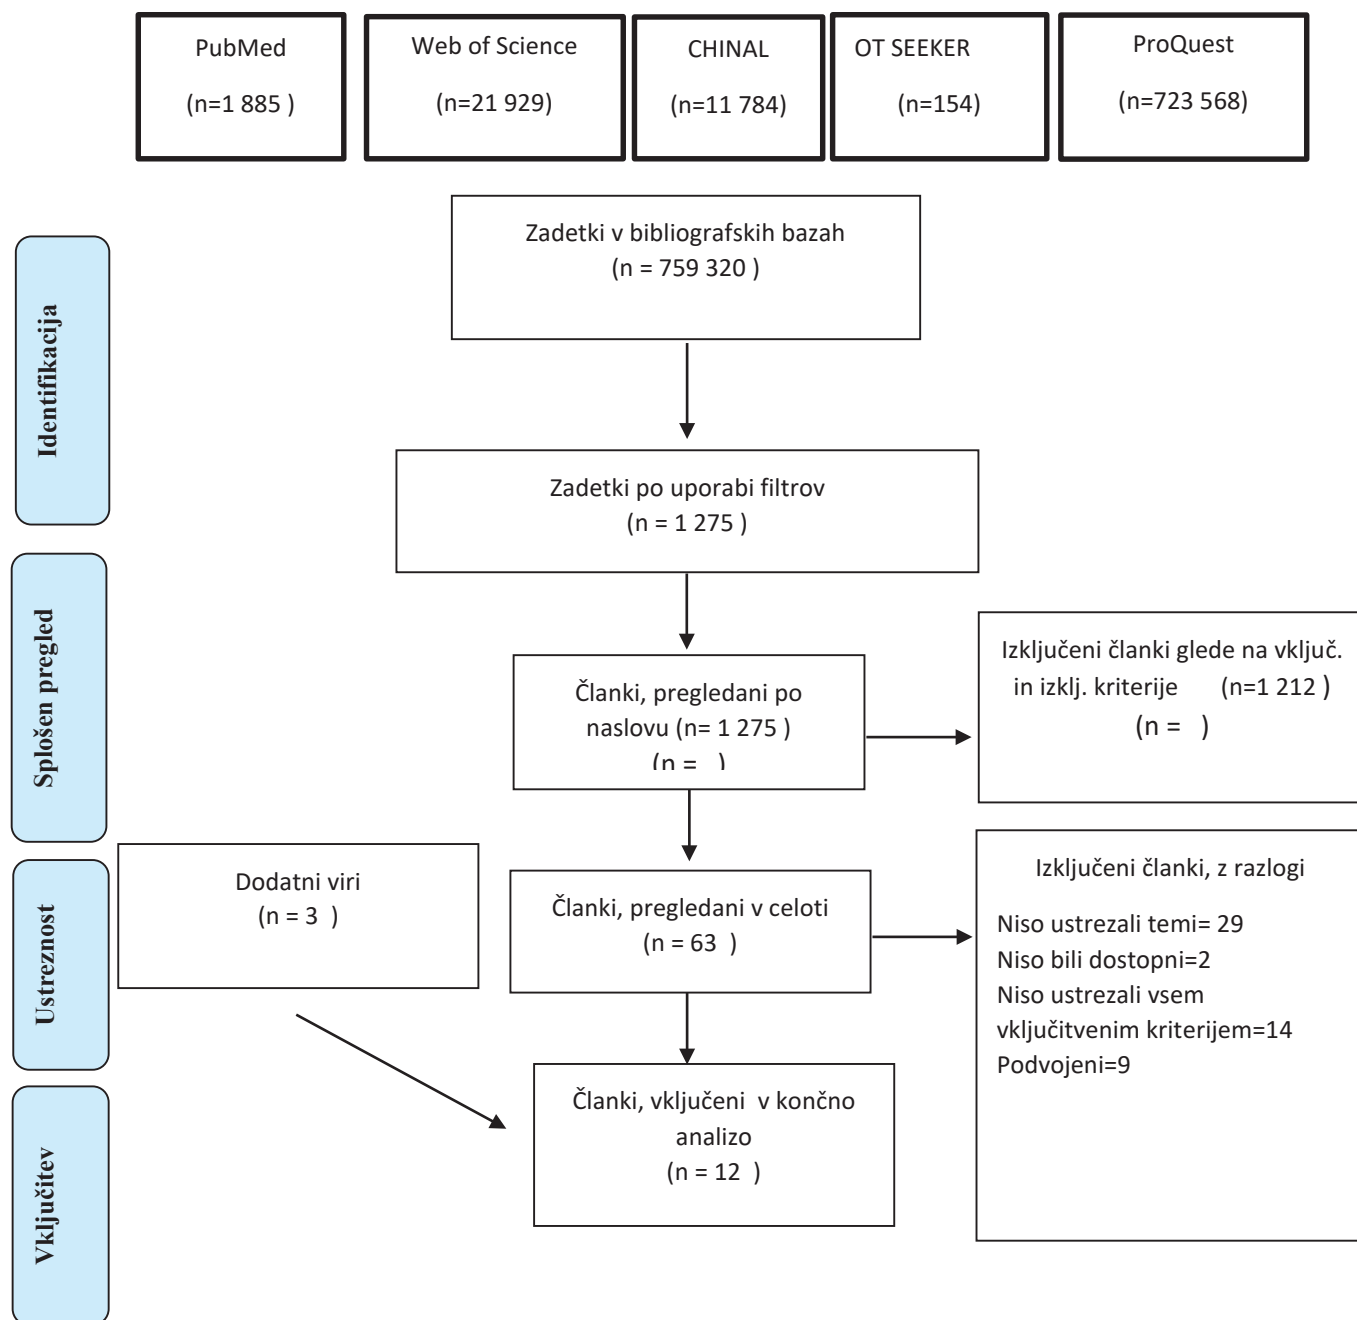 PubMed
(n=1 885 )
Web of Science
(n=21 929)
CHINAL
(n=11 784)
OT SEEKER
(n=154)
ProQuest
(n=723 568)
Identifikacija
Zadetki v bibliografskih bazah
(n = 759 320 )
Zadetki po uporabi filtrov
(n = 1 275 )
Splošen pregled
Članki, pregledani po
naslovu (n= 1 275 )
(n = )
Izključeni članki glede na vključ.
in izklj. kriterije (n=1 212 )
(n = )
Ustreznost
Dodatni viri
(n = 3 )
Članki, pregledani v celoti
(n = 63 )
Izključeni članki, z razlogi
Niso ustrezali temi= 29
Niso bili dostopni=2
Niso ustrezali vsem
vključitvenim kriterijem=14
Podvojeni=9
Vključitev
Članki, vključeni v končno
analizo
(n = 12 )